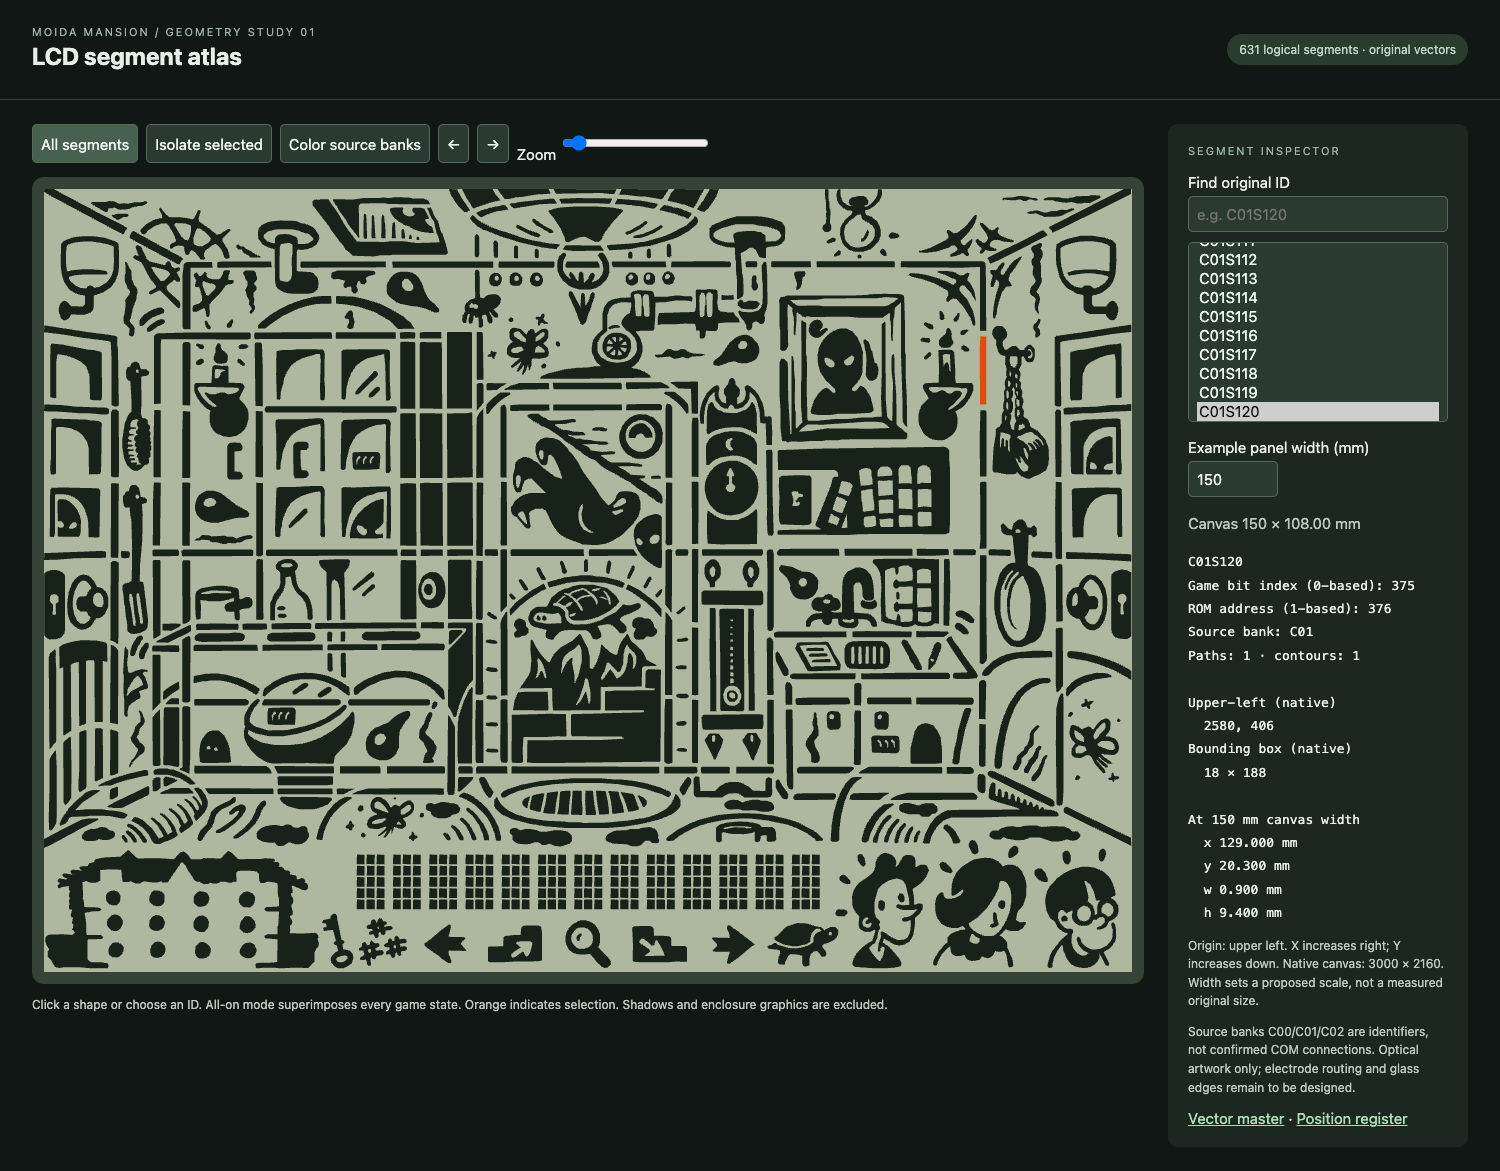 MOIDA MANSION / GEOMETRY STUDY 01
LCD segment atlas
631 logical segments · original vectors
All segments
Isolate selected
Color source banks
←
→
Zoom
SEGMENT INSPECTOR
Find original ID
e.g. C01S120
C01S111
C01S112
C01S113
C01S114
C01S115
C01S116
C01S117
C01S118
C01S119
C01S120
Example panel width (mm)
150
Canvas 150 × 108.00 mm
C01S120
Game bit index (0-based): 375
ROM address (1-based): 376
Source bank: C01
Paths: 1 · contours: 1
Upper-left (native)
2580, 406
Bounding box (native)
18 × 188
At 150 mm canvas width
x 129.000 mm
y 20.300 mm
w 0.900 mm
h 9.400 mm
Origin: upper left. X increases right; Y
increases down. Native canvas: 3000 × 2160.
Width sets a proposed scale, not a measured
original size.
Source banks C00/C01/C02 are identifiers,
not confirmed COM connections. Optical
artwork only; electrode routing and glass
edges remain to be designed.
Vector master · Position register
Click a shape or choose an ID. All-on mode superimposes every game state. Orange indicates selection. Shadows and enclosure graphics are excluded.